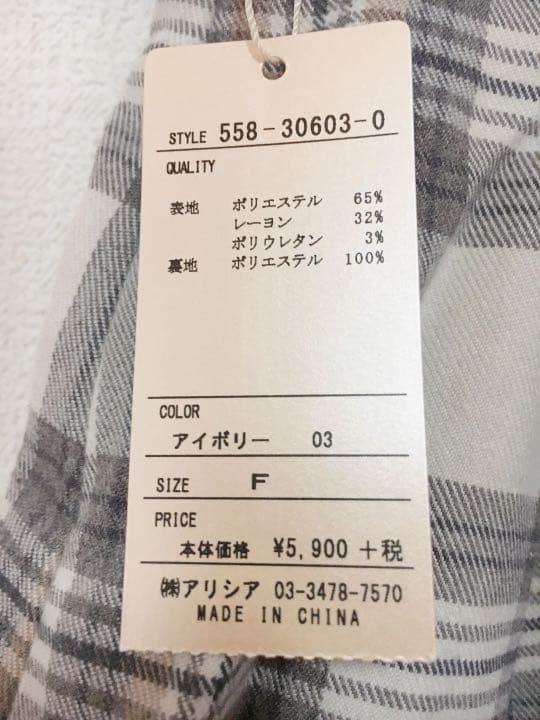 STYLE 558-30603-0
QUALITY
表地 ポリエステル 65%
レーヨン 32%
ポリウレタン 3%
裏地 ポリエステル 100%
COLOR
アイボリー 03
SIZE F
PRICE
本体価格 ¥5,900 +税
㈱アリシア 03-3478-7570
MADE IN CHINA